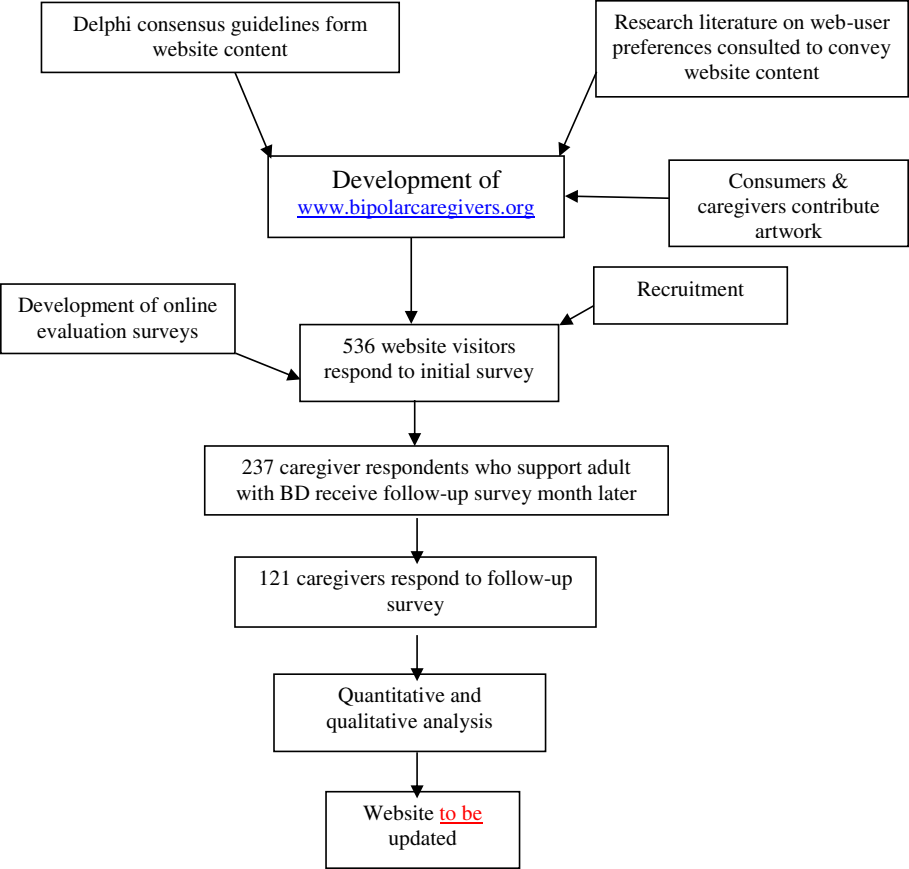 Delphi consensus guidelines form
website content
Research literature on web-user
preferences consulted to convey
website content
Development of
www.bipolarcaregivers.org
Consumers &
caregivers contribute
artwork
Recruitment
Development of online
evaluation surveys
536 website visitors
respond to initial survey
237 caregiver respondents who support adult
with BD receive follow-up survey month later
121 caregivers respond to follow-up
survey
Quantitative and
qualitative analysis
Website to be
updated